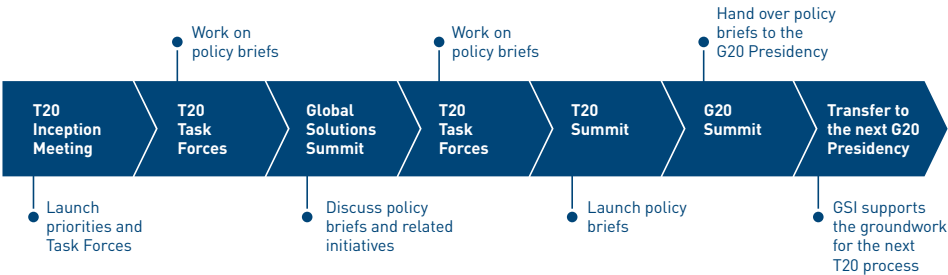 Work on
policy briefs
Work on
policy briefs
Hand over policy
briefs to the
G20 Presidency
T20
Inception
Meeting
T20
Task
Forces
Global
Solutions
Summit
T20
Task
Forces
T20
Summit
G20
Summit
Transfer to
the next G20
Presidency
Launch
priorities and
Task Forces
Discuss policy
briefs and related
initiatives
Launch policy
briefs
GSI supports
the groundwork
for the next
T20 process